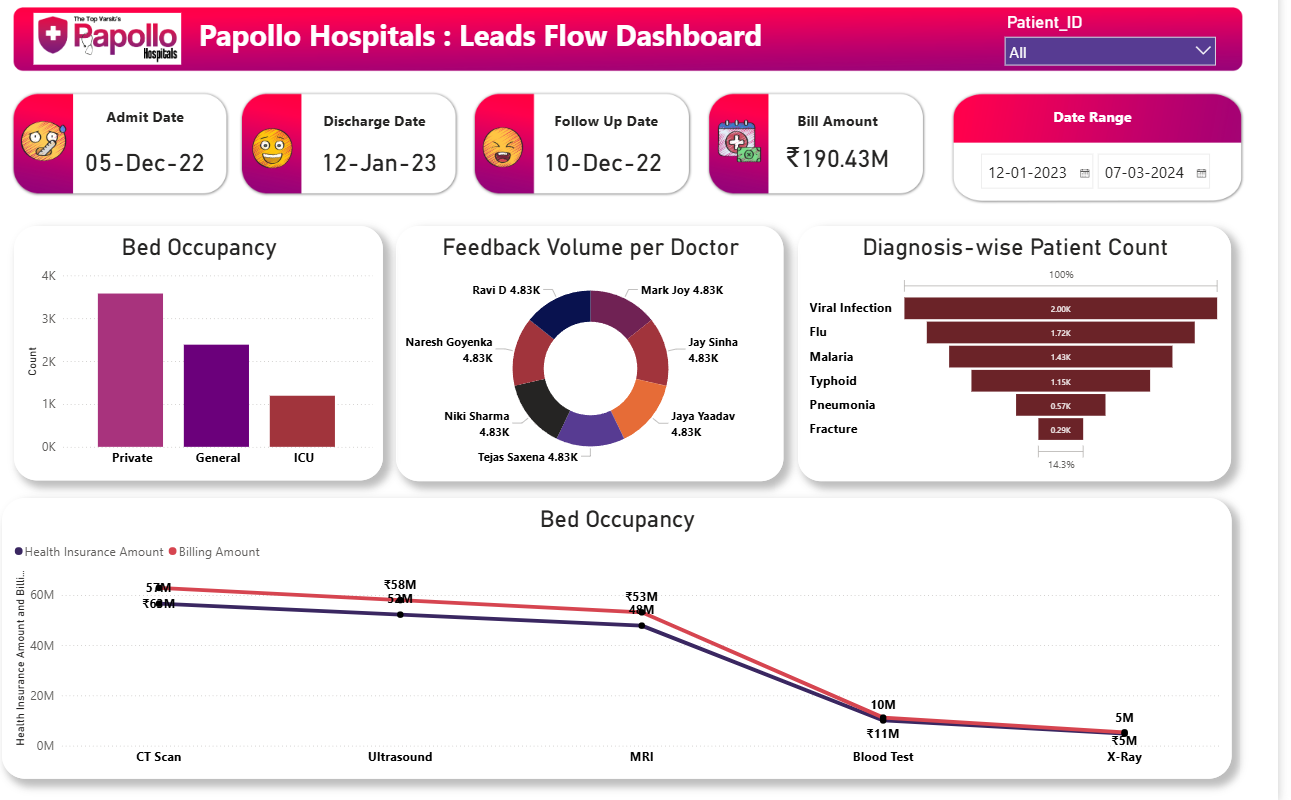 The Top Varsit's
Papollo
Hospitals
Papollo Hospitals : Leads Flow Dashboard
Patient_ID
All
Admit Date
05-Dec-22
Discharge Date
12-Jan-23
Follow Up Date
10-Dec-22
Bill Amount
₹190.43M
Date Range
12-01-2023 07-03-2024
Bed Occupancy
4K
3K
2K
1K
0K
Count
Private General ICU
Feedback Volume per Doctor
Ravi D 4.83K
Mark Joy 4.83K
Naresh Goyenka
4.83K
Jay Sinha
4.83K
Niki Sharma
4.83K
Jaya Yaadav
4.83K
Tejas Saxena 4.83K
Diagnosis-wise Patient Count
100%
Viral Infection 2.00K
Flu 1.72K
Malaria 1.43K
Typhoid 1.15K
Pneumonia 0.57K
Fracture 0.29K
14.3%
Bed Occupancy
Health Insurance Amount Billing Amount
Health Insurance Amount and Billi...
60M
40M
20M
0M
57M
₹58M
52M
₹53M
48M
10M
₹11M
5M
₹5M
CT Scan Ultrasound MRI Blood Test X-Ray